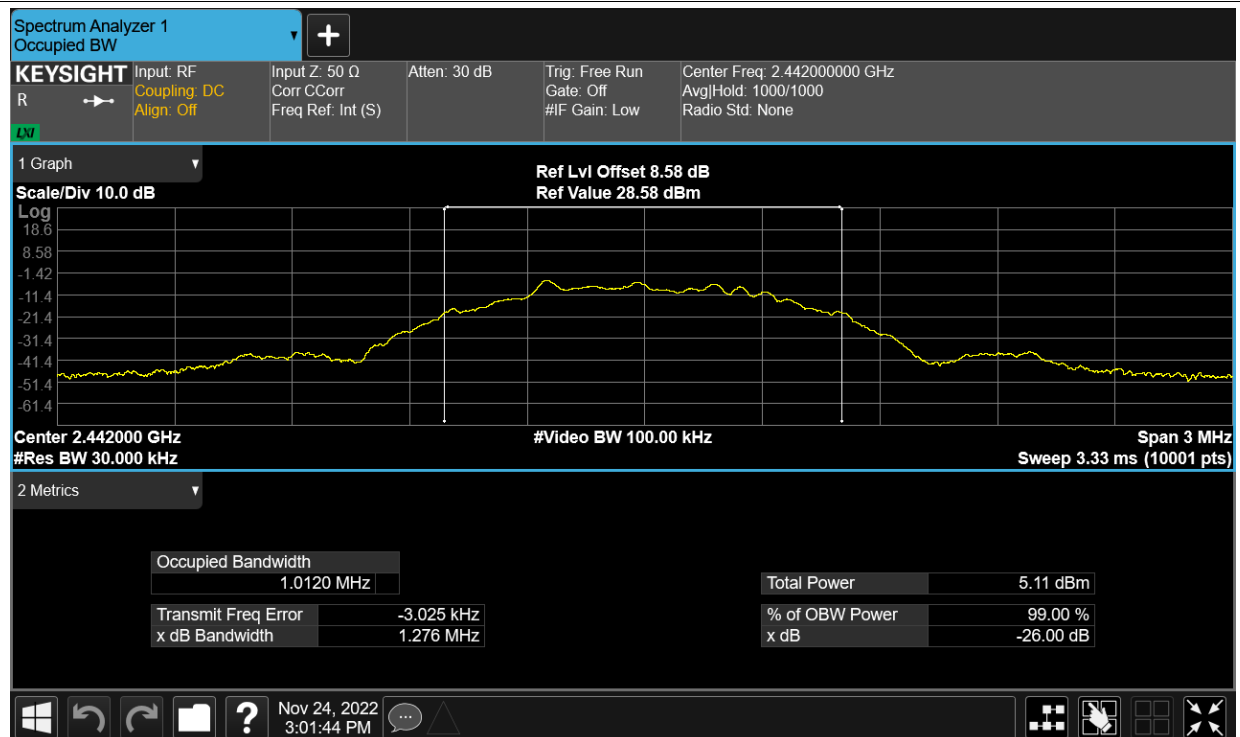 Spectrum Analyzer 1
Occupied BW
KEYSIGHT
R
LXI
Input: RF
Coupling: DC
Align: Off
Input Z: 50 Ω
Corr CCorr
Freq Ref: Int (S)
Atten: 30 dB
Trig: Free Run
Gate: Off
#IF Gain: Low
Center Freq: 2.442000000 GHz
Avg|Hold: 1000/1000
Radio Std: None
1 Graph
Scale/Div 10.0 dB
Ref Lvl Offset 8.58 dB
Ref Value 28.58 dBm
Log
18.6
8.58
-1.42
-11.4
-21.4
-31.4
-41.4
-51.4
-61.4
Center 2.442000 GHz
#Res BW 30.000 kHz
#Video BW 100.00 kHz
Span 3 MHz
Sweep 3.33 ms (10001 pts)
2 Metrics
Occupied Bandwidth
1.0120 MHz
Transmit Freq Error -3.025 kHz
x dB Bandwidth 1.276 MHz
Total Power 5.11 dBm
% of OBW Power 99.00 %
x dB -26.00 dB
?
Nov 24, 2022
3:01:44 PM